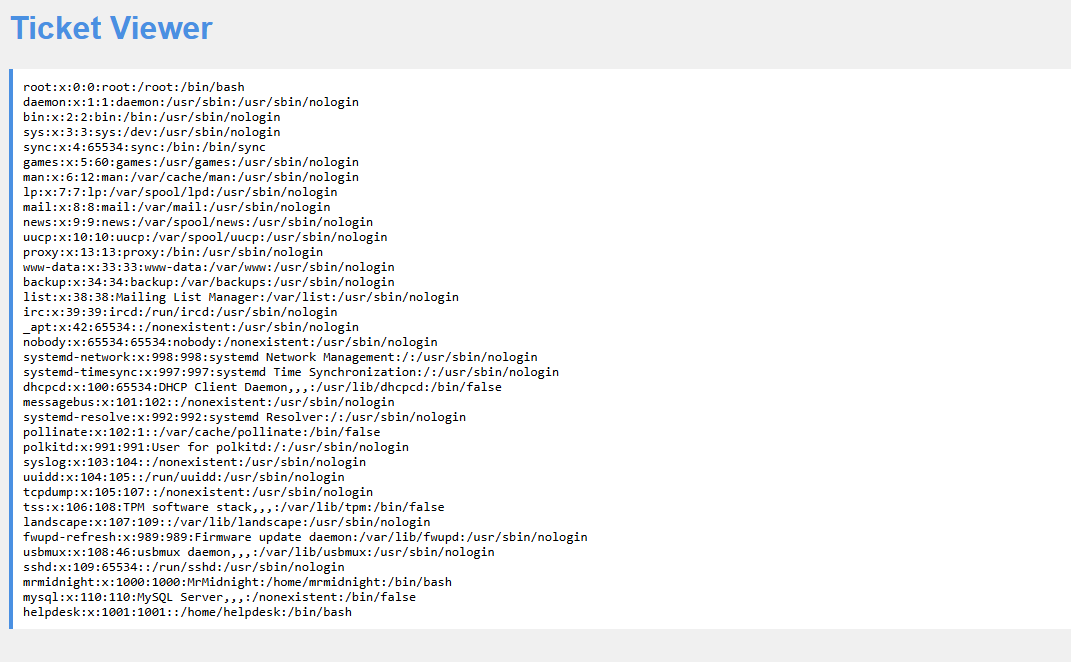 Ticket Viewer
root:x:0:0:root:/root:/bin/bash
daemon:x:1:1:daemon:/usr/sbin:/usr/sbin/nologin
bin:x:2:2:bin:/bin:/usr/sbin/nologin
sys:x:3:3:sys:/dev:/usr/sbin/nologin
sync:x:4:65534:sync:/bin:/bin/sync
games:x:5:60:games:/usr/games:/usr/sbin/nologin
man:x:6:12:man:/var/cache/man:/usr/sbin/nologin
lp:x:7:7:lp:/var/spool/lpd:/usr/sbin/nologin
mail:x:8:8:mail:/var/mail:/usr/sbin/nologin
news:x:9:9:news:/var/spool/news:/usr/sbin/nologin
uucp:x:10:10:uucp:/var/spool/uucp:/usr/sbin/nologin
proxy:x:13:13:proxy:/bin:/usr/sbin/nologin
www-data:x:33:33:www-data:/var/www:/usr/sbin/nologin
backup:x:34:34:backup:/var/backups:/usr/sbin/nologin
list:x:38:38:Mailing List Manager:/var/list:/usr/sbin/nologin
irc:x:39:39:ircd:/run/ircd:/usr/sbin/nologin
_apt:x:42:65534::/nonexistent:/usr/sbin/nologin
nobody:x:65534:65534:nobody:/nonexistent:/usr/sbin/nologin
systemd-network:x:998:998:systemd Network Management:/:/usr/sbin/nologin
systemd-timesync:x:997:997:systemd Time Synchronization:/:/usr/sbin/nologin
dhcpcd:x:100:65534:DHCP Client Daemon,,,:/usr/lib/dhcpcd:/bin/false
messagebus:x:101:102::/nonexistent:/usr/sbin/nologin
systemd-resolve:x:992:992:systemd Resolver:/:/usr/sbin/nologin
pollinate:x:102:1::/var/cache/pollinate:/bin/false
polkitd:x:991:991:User for polkitd:/:/usr/sbin/nologin
syslog:x:103:104::/nonexistent:/usr/sbin/nologin
uuidd:x:104:105::/run/uuidd:/usr/sbin/nologin
tcpdump:x:105:107::/nonexistent:/usr/sbin/nologin
tss:x:106:108:TPM software stack,,,:/var/lib/tpm:/bin/false
landscape:x:107:109::/var/lib/landscape:/usr/sbin/nologin
fwupd-refresh:x:989:989:Firmware update daemon:/var/lib/fwupd:/usr/sbin/nologin
usbmux:x:108:46:usbmux daemon,,,:/var/lib/usbmux:/usr/sbin/nologin
sshd:x:109:65534::/run/sshd:/usr/sbin/nologin
mrmidnight:x:1000:1000:MrMidnight:/home/mrmidnight:/bin/bash
mysql:x:110:110:MySQL Server,,,:/nonexistent:/bin/false
helpdesk:x:1001:1001::/home/helpdesk:/bin/bash